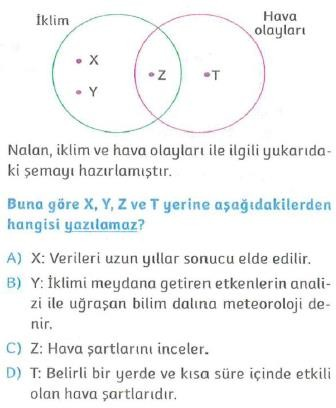 İklim
Hava
olayları
X
Y
Z
T
Nalan, iklim ve hava olayları ile ilgili yukarıda-
ki şemayı hazırlamıştır.
Buna göre X, Y, Z ve T yerine aşağıdakilerden
hangisi yazılamaz?
A) X: Verileri uzun yıllar sonucu elde edilir.
B) Y: İklimi meydana getiren etkenlerin anali-
zi ile uğraşan bilim dalına meteoroloji de-
nir.
C) Z: Hava şartlarını inceler.
D) T: Belirli bir yerde ve kısa süre içinde etkili
olan hava şartlarıdır.